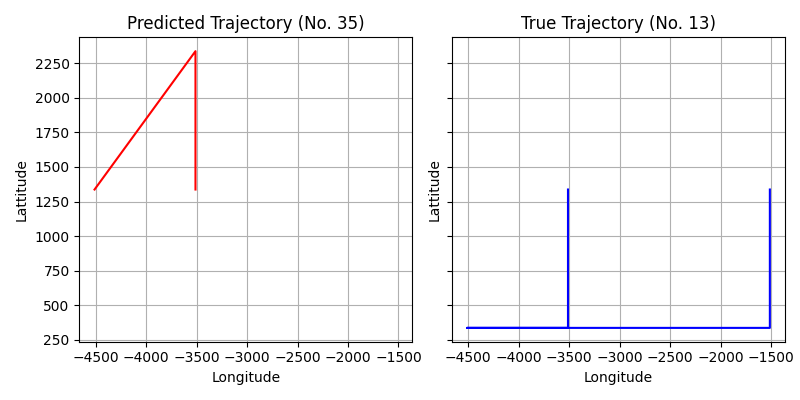 Predicted Trajectory (No. 35)
True Trajectory (No. 13)
2250
2000
1750
1500
1250
1000
750
500
250
Lattitude
Lattitude
−4500 −4000 −3500 −3000 −2500 −2000 −1500
−4500 −4000 −3500 −3000 −2500 −2000 −1500
Longitude
Longitude